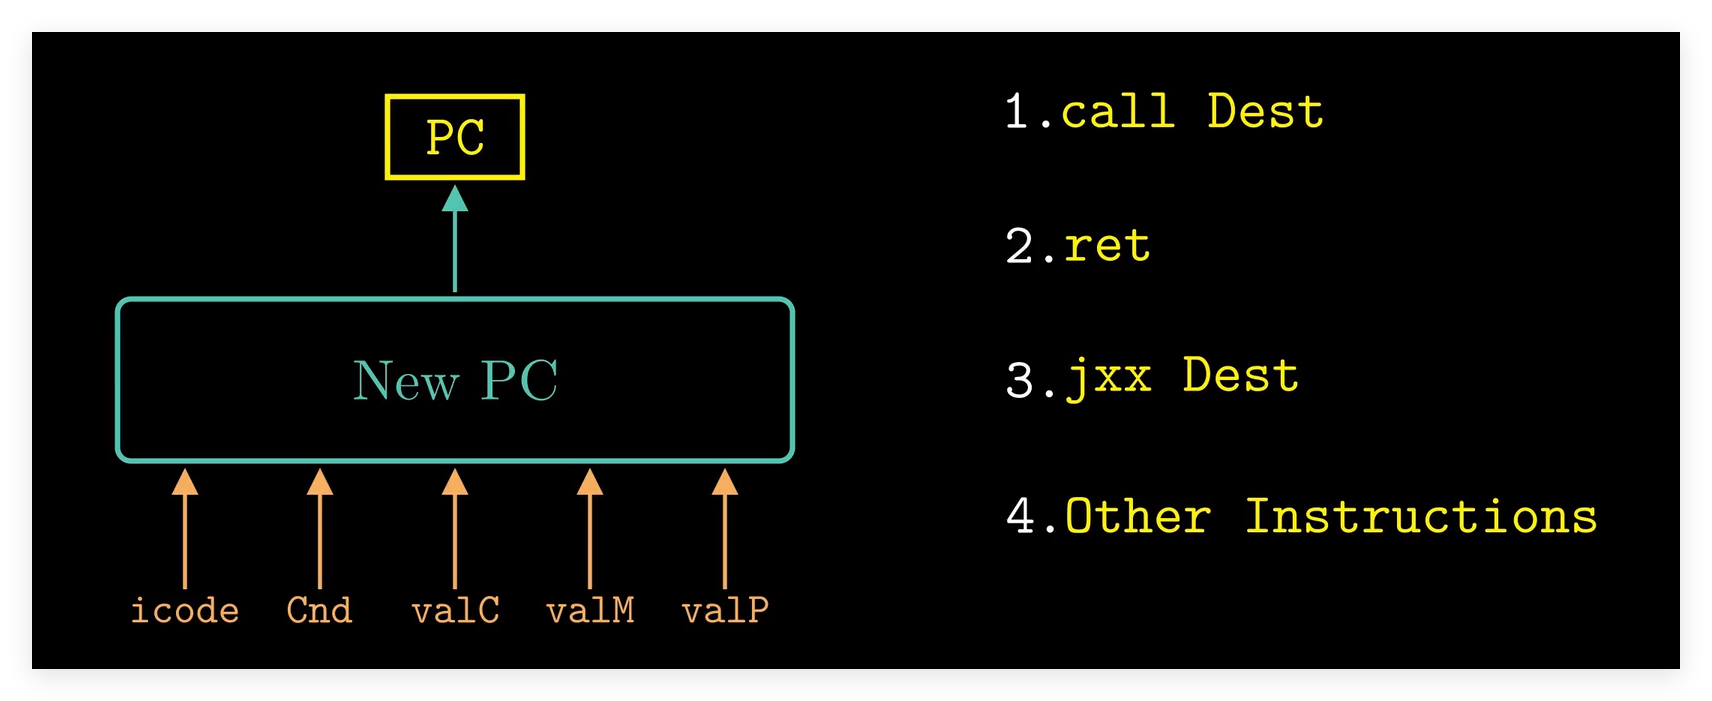 PC
New PC
icode Cnd valC valM valP
1.call Dest
2.ret
3.jxx Dest
4.Other Instructions